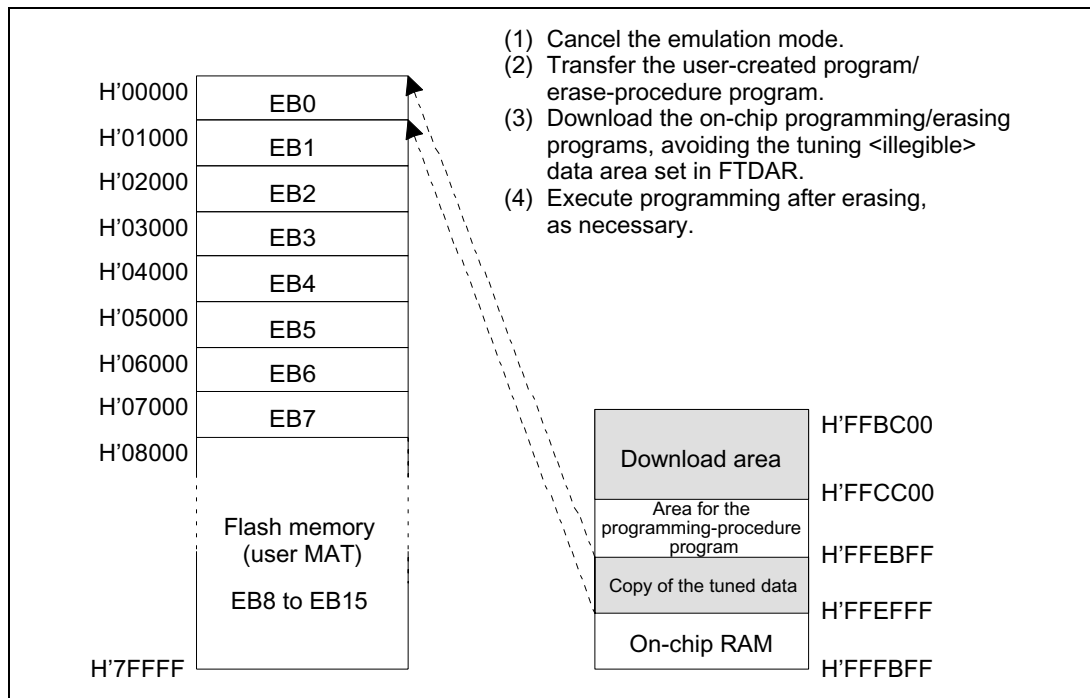 (1) Cancel the emulation mode.
(2) Transfer the user-created program/
erase-procedure program.
(3) Download the on-chip programming/erasing
programs, avoiding the tuning <illegible>
data area set in FTDAR.
(4) Execute programming after erasing,
as necessary.
H'00000
EB0
H'01000
EB1
H'02000
EB2
H'03000
EB3
H'04000
EB4
H'05000
EB5
H'06000
EB6
H'07000
EB7
H'08000
Flash memory
(user MAT)
EB8 to EB15
H'7FFFF
H'FFBC00
Download area
H'FFCC00
Area for the
programming-procedure
program
H'FFEBFF
Copy of the tuned data
H'FFEFFF
On-chip RAM
H'FFFBFF